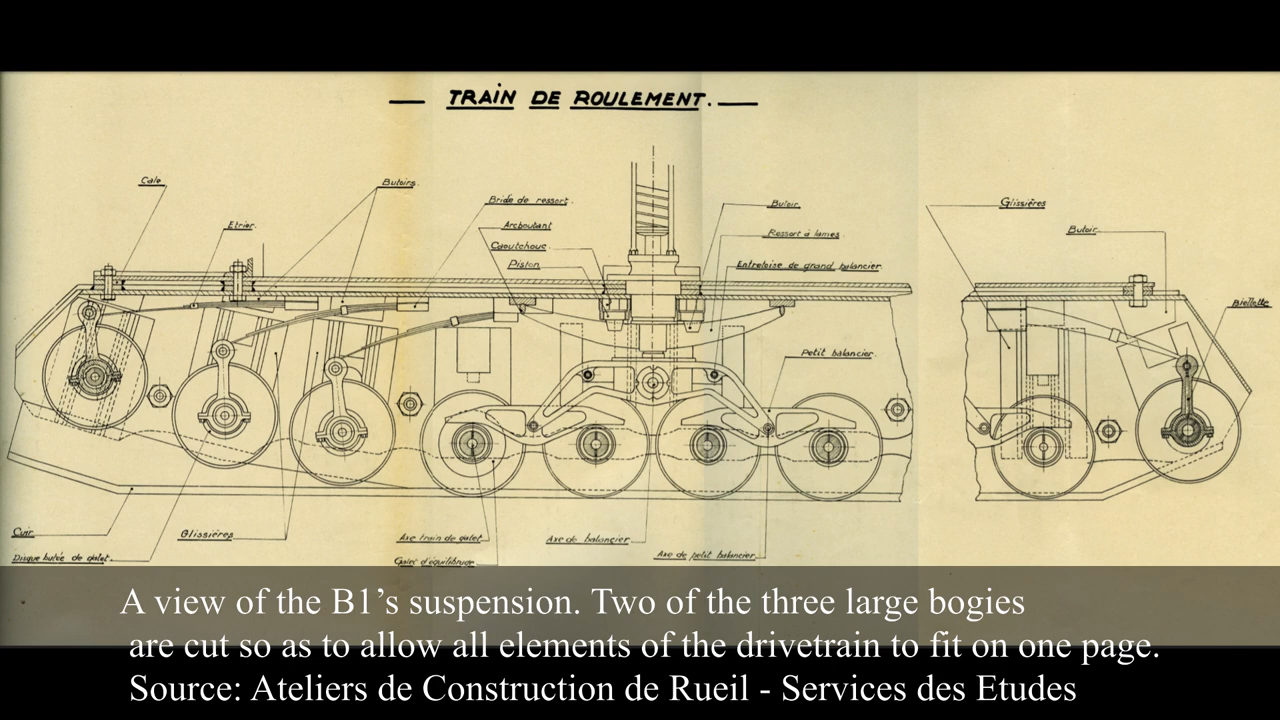 — TRAIN DE ROULEMENT. —
Cale
Butoirs.
Bride de ressort.
Etrier.
Arcboutant
Caoutchouc.
Piston.
Butoir.
Ressort à lames.
Entretoise de grand balancier.
Glissières
Butoir.
Biellette
Petit balancier.
Cuir.
Glissières
Disque butée de galet.
Axe train de galet.
Galet d'équilibrage
Axe de balancier.
Axe de petit balancier.
A view of the B1’s suspension. Two of the three large bogies
are cut so as to allow all elements of the drivetrain to fit on one page.
Source: Ateliers de Construction de Rueil - Services des Etudes